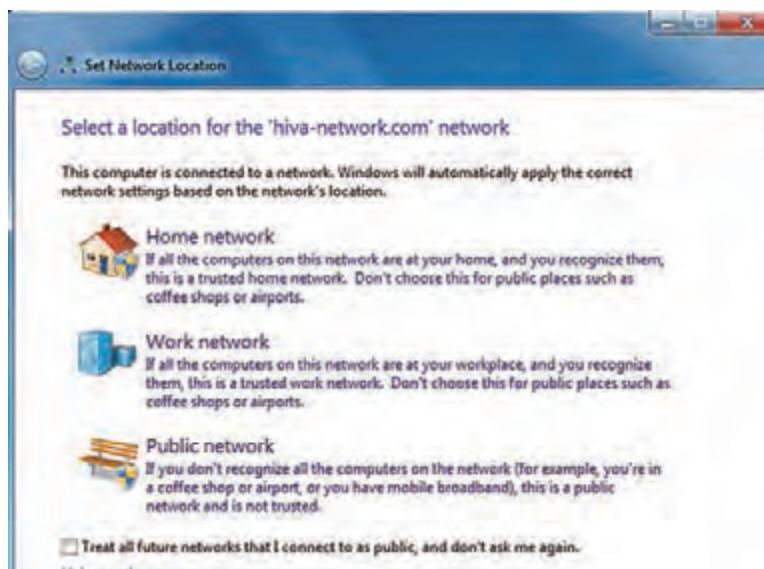 Set Network Location
Select a location for the 'hiva-network.com' network
This computer is connected to a network. Windows will automatically apply the correct
network settings based on the network's location.
Home network
If all the computers on this network are at your home, and you recognize them,
this is a trusted home network. Don't choose this for public places such as
coffee shops or airports.
Work network
If all the computers on this network are at your workplace, and you recognize
them, this is a trusted work network. Don't choose this for public places such as
coffee shops or airports.
Public network
If you don't recognize all the computers on the network (for example, you're in
a coffee shop or airport, or you have mobile broadband), this is a public
network and is not trusted.
Treat all future networks that I connect to as public, and don't ask me again.